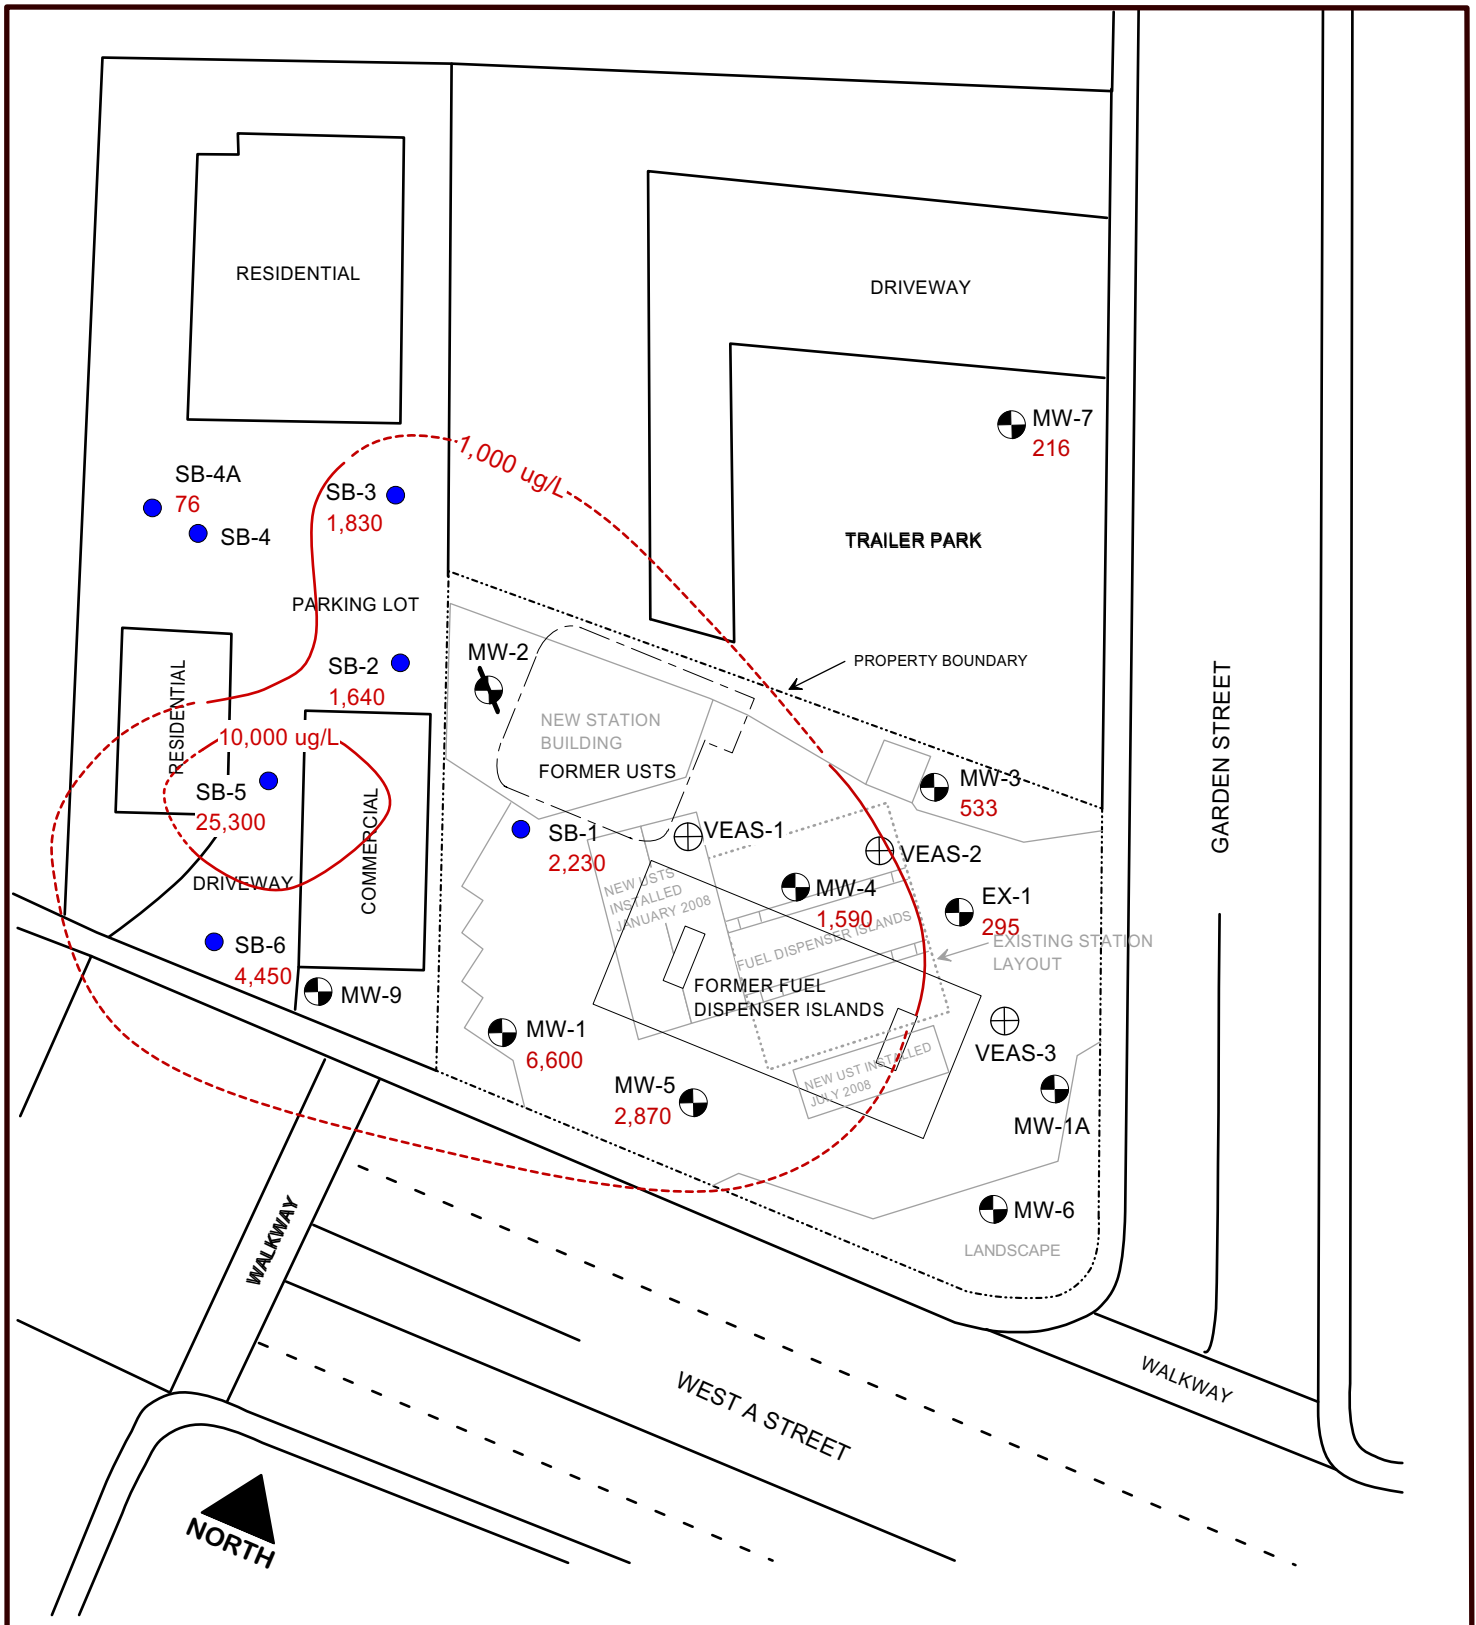 RESIDENTIAL
DRIVEWAY
MW-7
216
1,000 ug/L
SB-4A
76
SB-4
SB-3
1,830
TRAILER PARK
PARKING LOT
MW-2
SB-2
1,640
PROPERTY BOUNDARY
RESIDENTIAL
10,000 ug/L
NEW STATION
BUILDING
FORMER USTS
GARDEN STREET
SB-5
25,300
COMMERCIAL
MW-3
533
SB-1
2,230
VEAS-1
VEAS-2
DRIVEWAY
NEW USTS
INSTALLED
JANUARY 2008
MW-4
1,590
EX-1
295
FUEL DISPENSER ISLANDS
EXISTING STATION
LAYOUT
SB-6
4,450
MW-9
FORMER FUEL
DISPENSER ISLANDS
MW-1
6,600
VEAS-3
NEW UST INSTALLED
JULY 2008
MW-5
2,870
MW-1A
MW-6
LANDSCAPE
WALKWAY
WALKWAY
WEST A STREET
NORTH